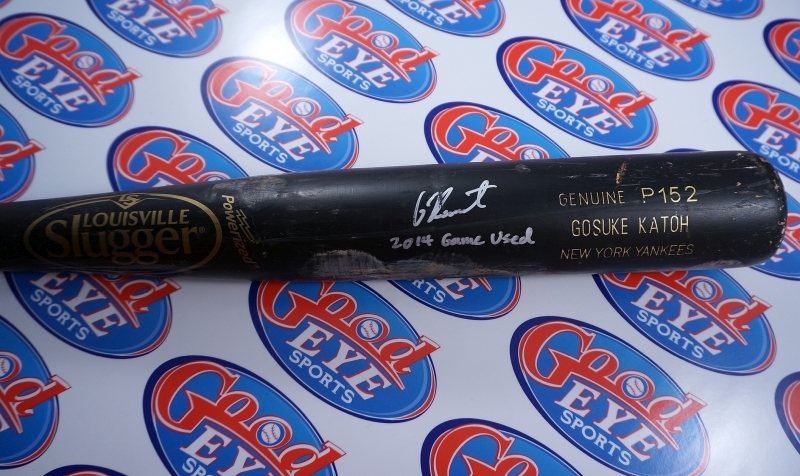 LOUISVILLE
Slugger
Powerized
2014 Game Used
GENUINE P152
GOSUKE KATOH
NEW YORK YANKEES
Good
EYE
SPORTS